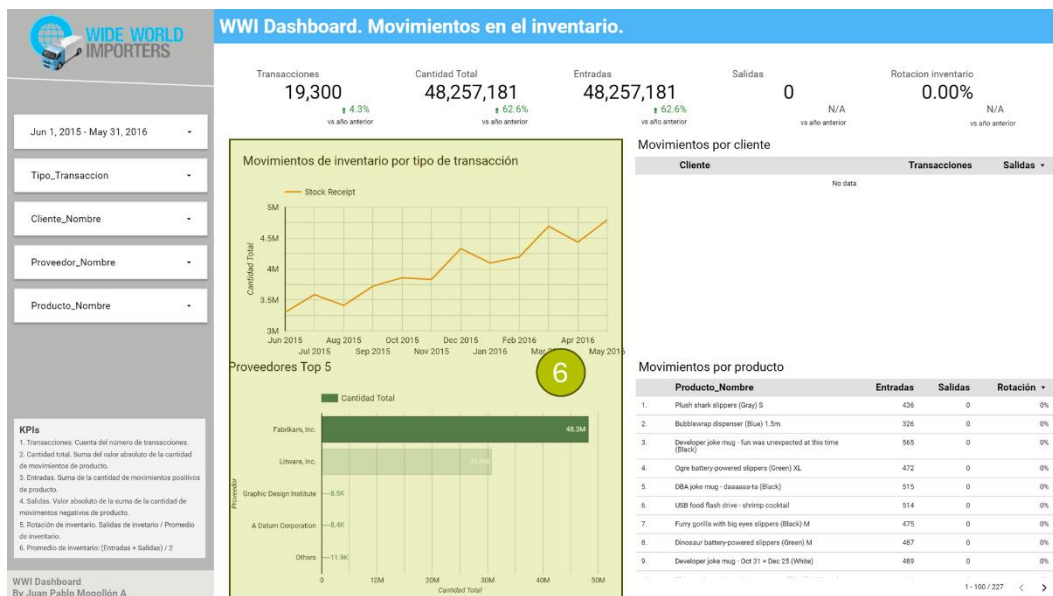 WIDE WORLD
IMPORTERS
WWI Dashboard. Movimientos en el inventario.
Transacciones
19,300
4.3%
vs año anterior
Cantidad Total
48,257,181
62.6%
vs año anterior
Entradas
48,257,181
62.6%
vs año anterior
Salidas
0
N/A
vs año anterior
Rotacion inventario
0.00%
N/A
vs año anterior
Jun 1, 2015 - May 31, 2016
Tipo_Transaccion
Cliente_Nombre
Proveedor_Nombre
Producto_Nombre
KPIs
1. Transacciones: Cuenta del número de transacciones.
2. Cantidad total. Suma del valor absoluto de la cantidad
de movimientos de producto.
3. Entradas. Suma de la cantidad de movimientos positivos
de producto.
4. Salidas. Valor absoluto de la suma de la cantidad de
movimientos negativos de producto.
5. Rotación de inventario. Salidas de invetario / Promedio
de inventario.
6. Promedio de inventario: (Entradas + Salidas) / 2
WWI Dashboard
By Juan Pablo Mogollón A
Movimientos de inventario por tipo de transacción
Stock Receipt
Cantidad Total
5M
4.5M
4M
3.5M
3M
Jun 2015 Aug 2015 Oct 2015 Dec 2015 Feb 2016 Apr 2016
Jul 2015 Sep 2015 Nov 2015 Jan 2016 Mar May 2016
6
Proveedores Top 5
Cantidad Total
Proveedor
Fabrikam, Inc. 48.3M
Litware, Inc.
Graphic Design Institute 8.5K
A Datum Corporation 8.4K
Others 11.9K
0 10M 20M 30M 40M 50M
Cantidad Total
Movimientos por cliente
Cliente Transacciones Salidas
No data
Movimientos por producto
Producto_Nombre Entradas Salidas Rotación
1. Plush shark slippers (Gray) S 436 0 0%
2. Bubblewrap dispenser (Blue) 1.5m 326 0 0%
3. Developer joke mug - fun was unexpected at this time 565 0 0%
(Black)
4. Ogre battery-powered slippers (Green) XL 472 0 0%
5. DBA joke mug - daaaaaa-ta (Black) 515 0 0%
6. USB food flash drive - shrimp cocktail 514 0 0%
7. Furry gorilla with big eyes slippers (Black) M 475 0 0%
8. Dinosaur battery-powered slippers (Green) M 487 0 0%
9. Developer joke mug - Oct 31 = Dec 25 (White) 489 0 0%
1 - 100 / 227